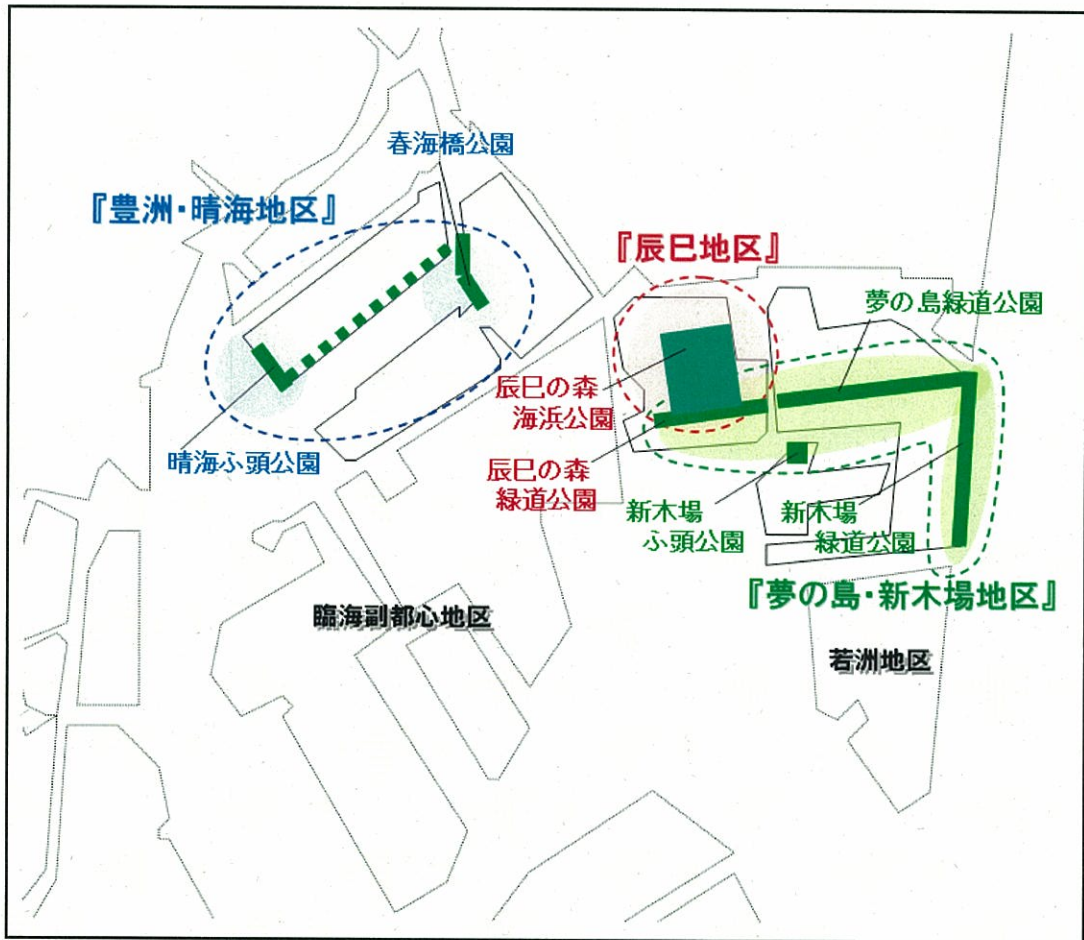 春海橋公園
『豊洲・晴海地区』
『辰巳地区』
夢の島緑道公園
辰巳の森
海浜公園
晴海ふ頭公園
辰巳の森
緑道公園
新木場
ふ頭公園
新木場
緑道公園
『夢の島・新木場地区』
臨海副都心地区
若洲地区